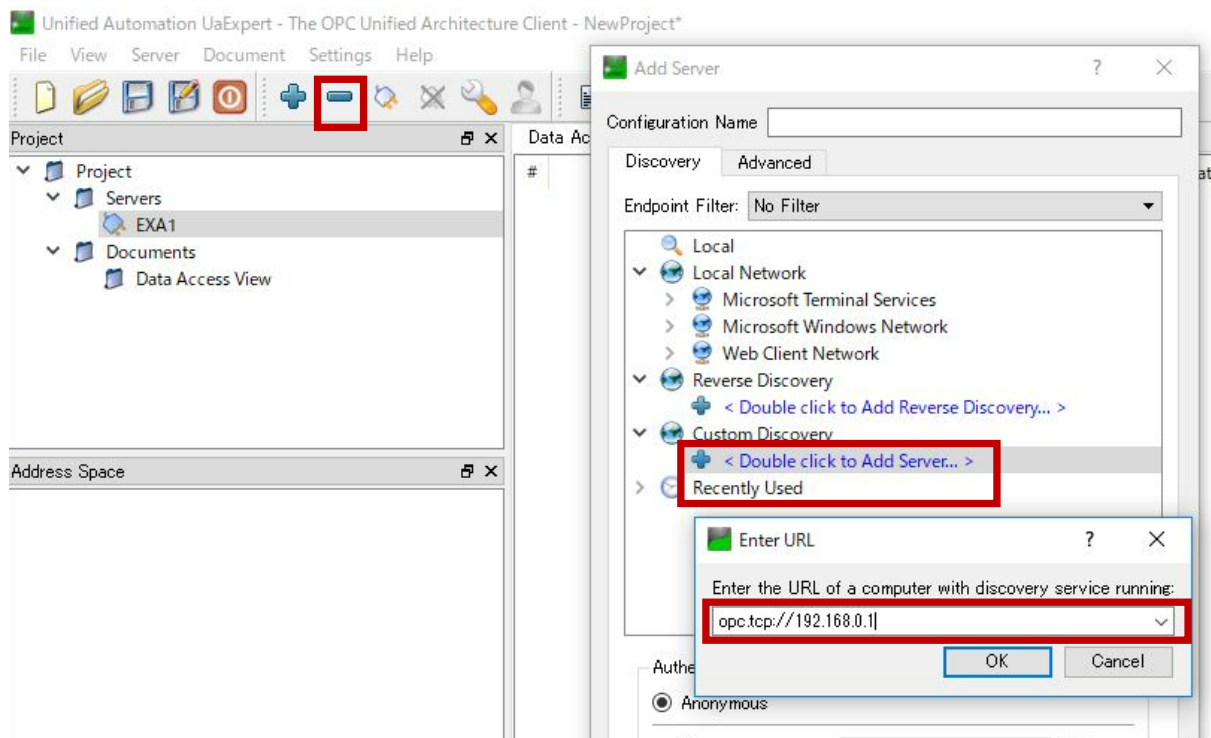 Unified Automation UaExpert - The OPC Unified Architecture Client - NewProject*
File View Server Document Settings Help
Project
Project
Servers
EXA1
Documents
Data Access View
Address Space
Data Ac
#
Add Server
Configuration Name
Discovery Advanced
Endpoint Filter: No Filter
Local
Local Network
Microsoft Terminal Services
Microsoft Windows Network
Web Client Network
Reverse Discovery
< Double click to Add Reverse Discovery... >
Custom Discovery
< Double click to Add Server... >
Recently Used
Enter URL
Enter the URL of a computer with discovery service running:
opc.tcp://192.168.0.1
OK Cancel
Authe
Anonymous
at